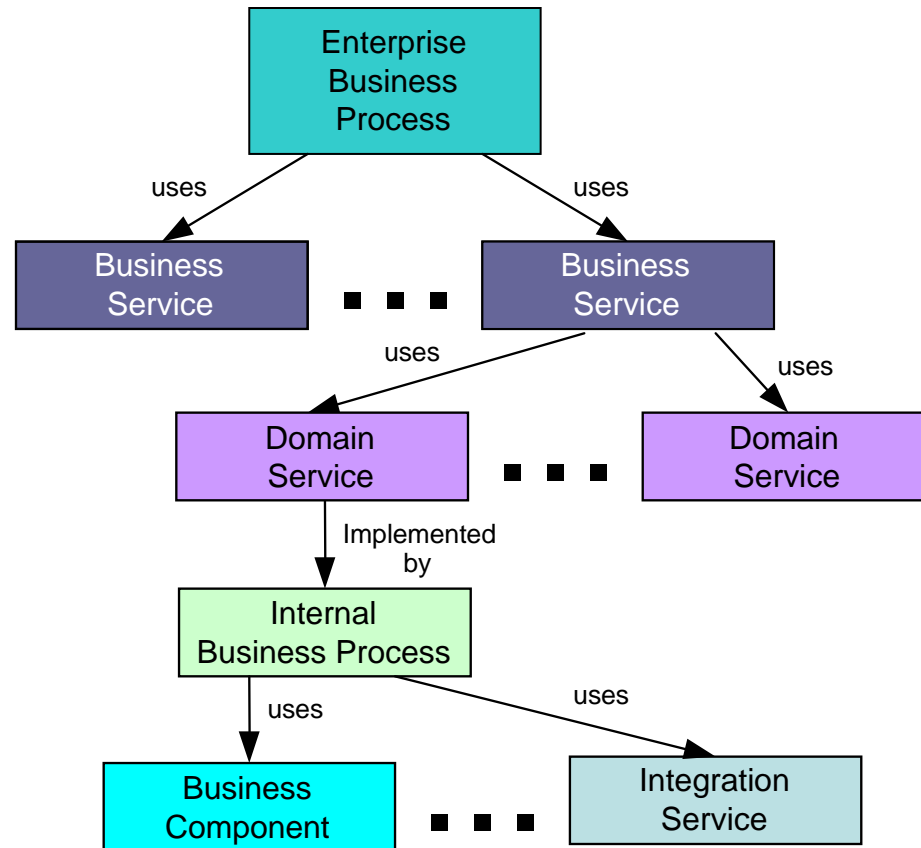 Enterprise
Business
Process
uses
uses
Business
Service
Business
Service
uses
uses
Domain
Service
Domain
Service
Implemented
by
Internal
Business Process
uses
uses
Business
Component
Integration
Service